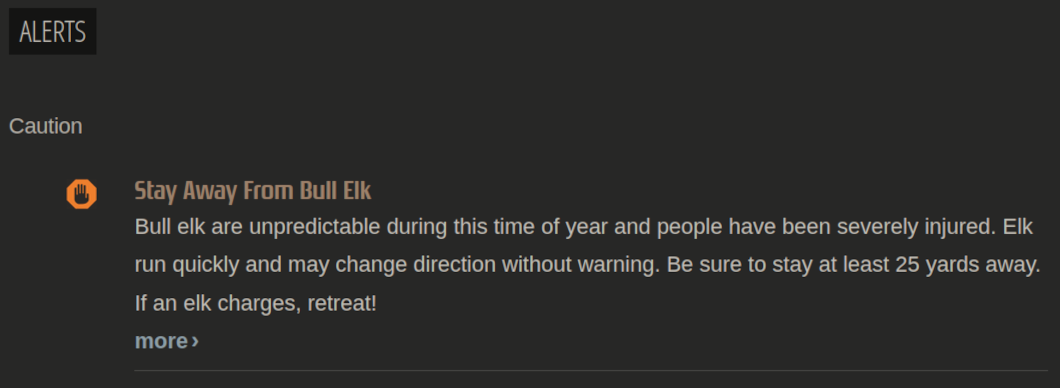 ALERTS
Caution
Stay Away From Bull Elk
Bull elk are unpredictable during this time of year and people have been severely injured. Elk
run quickly and may change direction without warning. Be sure to stay at least 25 yards away.
If an elk charges, retreat!
more ›